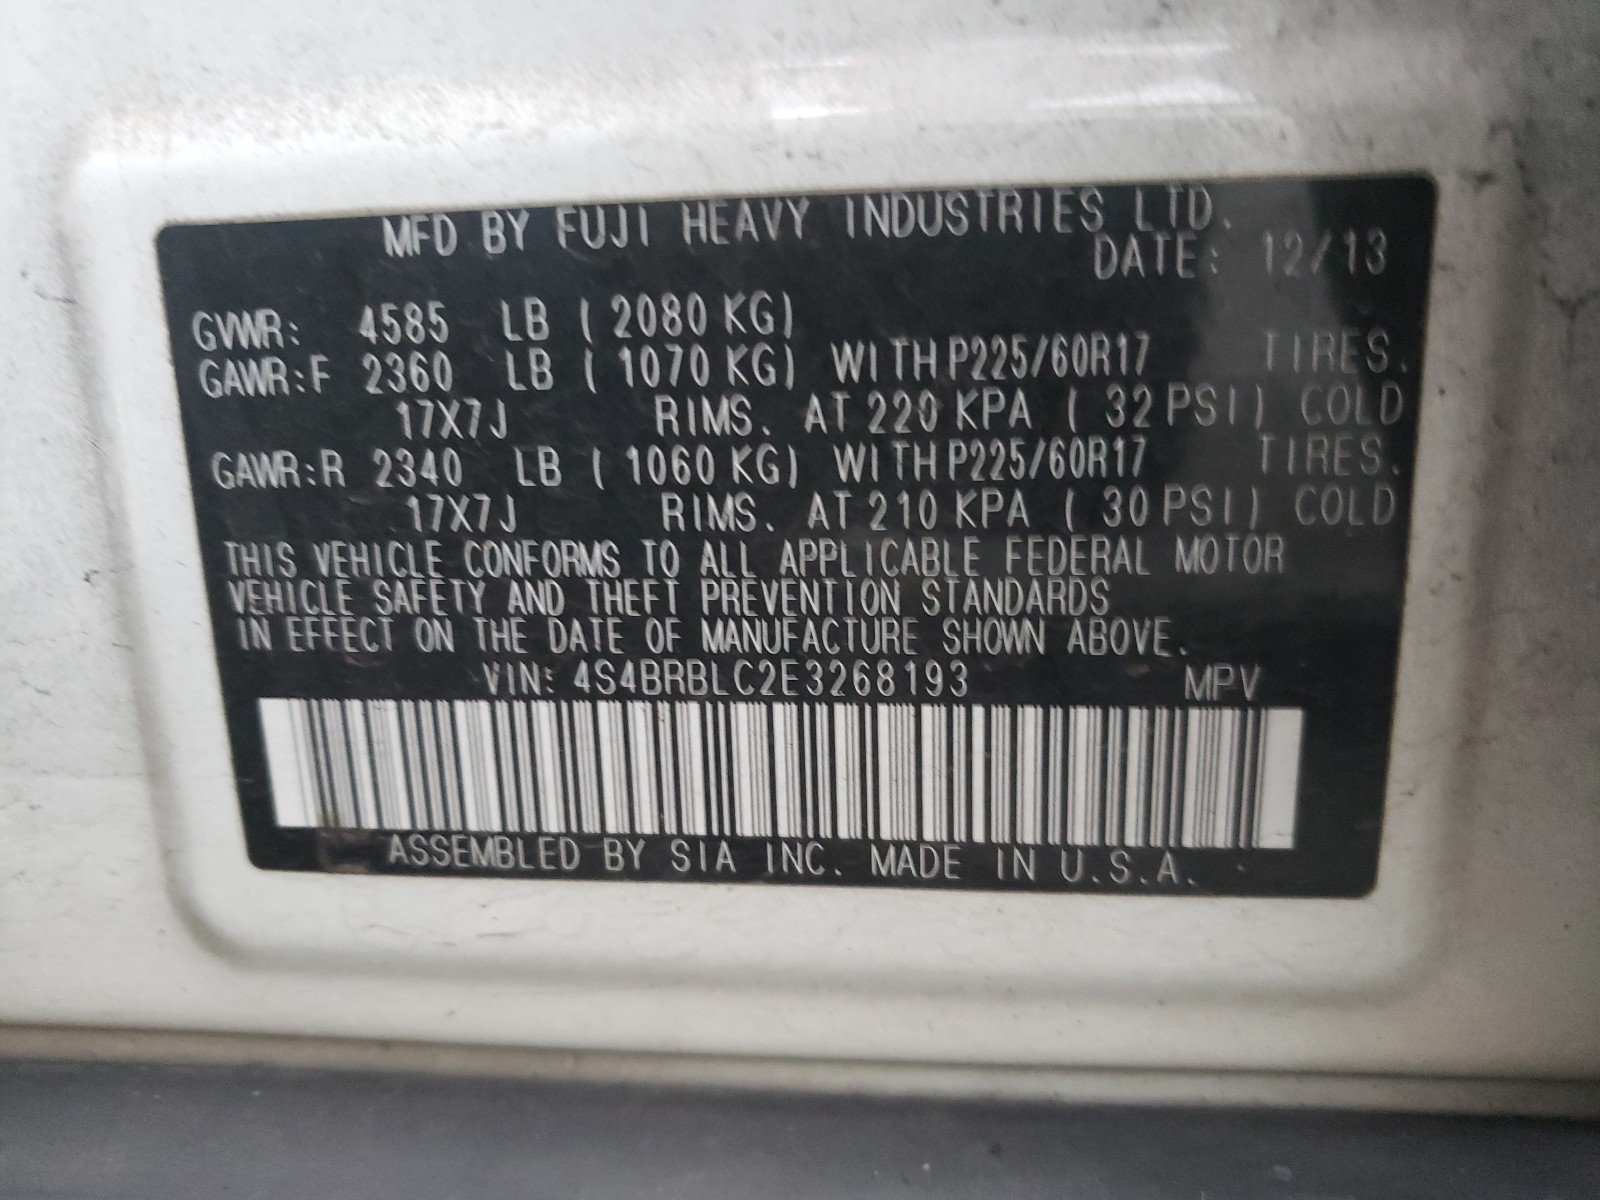 MFD BY FUJI HEAVY INDUSTRIES LTD.
DATE: 12/13
GVWR: 4585 LB ( 2080 KG)
GAWR:F 2360 LB ( 1070 KG) WITH P225/60R17 TIRES.
17X7J RIMS. AT 220 KPA ( 32 PSI) COLD
GAWR:R 2340 LB ( 1060 KG) WITH P225/60R17 TIRES.
17X7J RIMS. AT 210 KPA ( 30 PSI) COLD
THIS VEHICLE CONFORMS TO ALL APPLICABLE FEDERAL MOTOR
VEHICLE SAFETY AND THEFT PREVENTION STANDARDS
IN EFFECT ON THE DATE OF MANUFACTURE SHOWN ABOVE.
VIN: 4S4BRBLC2E3268193 MPV
ASSEMBLED BY SIA INC. MADE IN U.S.A.